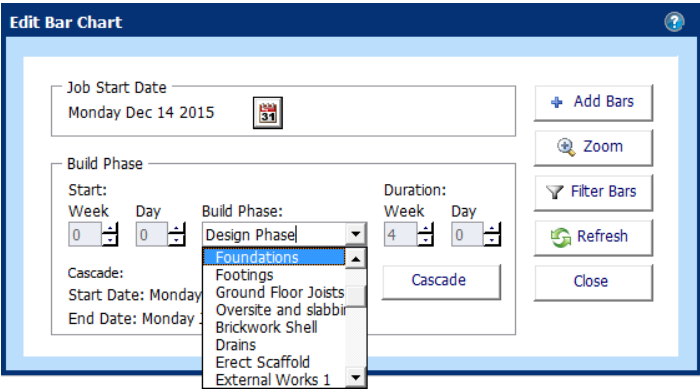 Edit Bar Chart
?
Job Start Date
Monday Dec 14 2015
31
Add Bars
Zoom
Filter Bars
Refresh
Close
Build Phase
Start:
Duration:
Week Day Build Phase: Week Day
0 0 Design Phase 4 0
Foundations
Footings
Ground Floor Joists
Oversite and slabbin
Brickwork Shell
Drains
Erect Scaffold
External Works 1
Cascade:
Start Date: Monday
End Date: Monday
Cascade